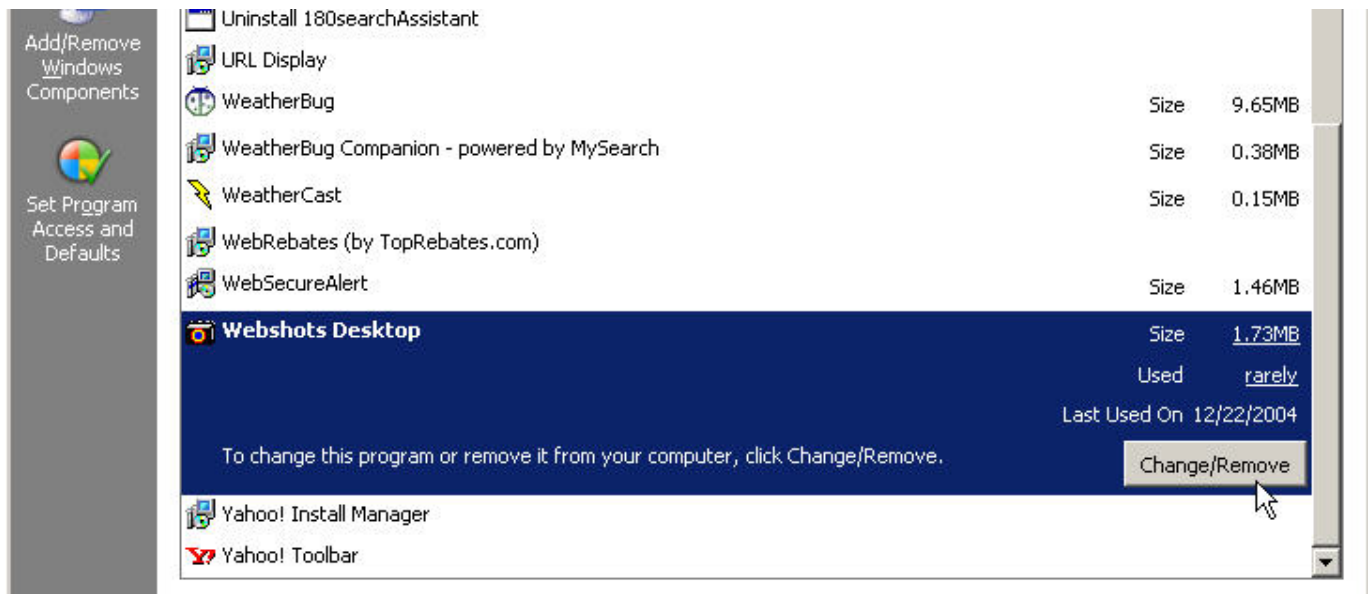 Add/Remove
Windows
Components
Set Program
Access and
Defaults
Uninstall 180searchAssistant
URL Display
WeatherBug Size 9.65MB
WeatherBug Companion - powered by MySearch Size 0.38MB
WeatherCast Size 0.15MB
WebRebates (by TopRebates.com)
WebSecureAlert Size 1.46MB
Webshots Desktop Size 1.73MB
Used rarely
Last Used On 12/22/2004
To change this program or remove it from your computer, click Change/Remove. Change/Remove
Yahoo! Install Manager
Yahoo! Toolbar